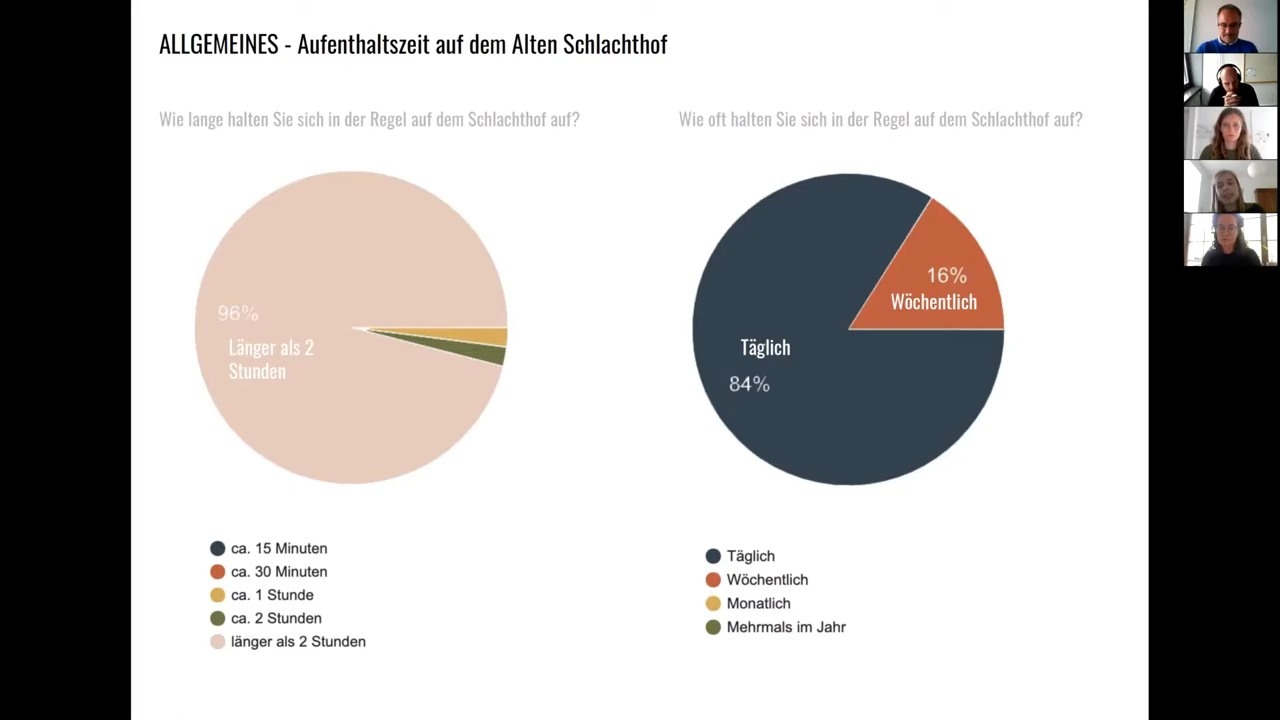 ALLGEMEINES - Aufenthaltszeit auf dem Alten Schlachthof
Wie lange halten Sie sich in der Regel auf dem Schlachthof auf?
96%
Länger als 2
Stunden
ca. 15 Minuten
ca. 30 Minuten
ca. 1 Stunde
ca. 2 Stunden
länger als 2 Stunden
Wie oft halten Sie sich in der Regel auf dem Schlachthof auf?
16%
Wöchentlich
Täglich
84%
Täglich
Wöchentlich
Monatlich
Mehrmals im Jahr